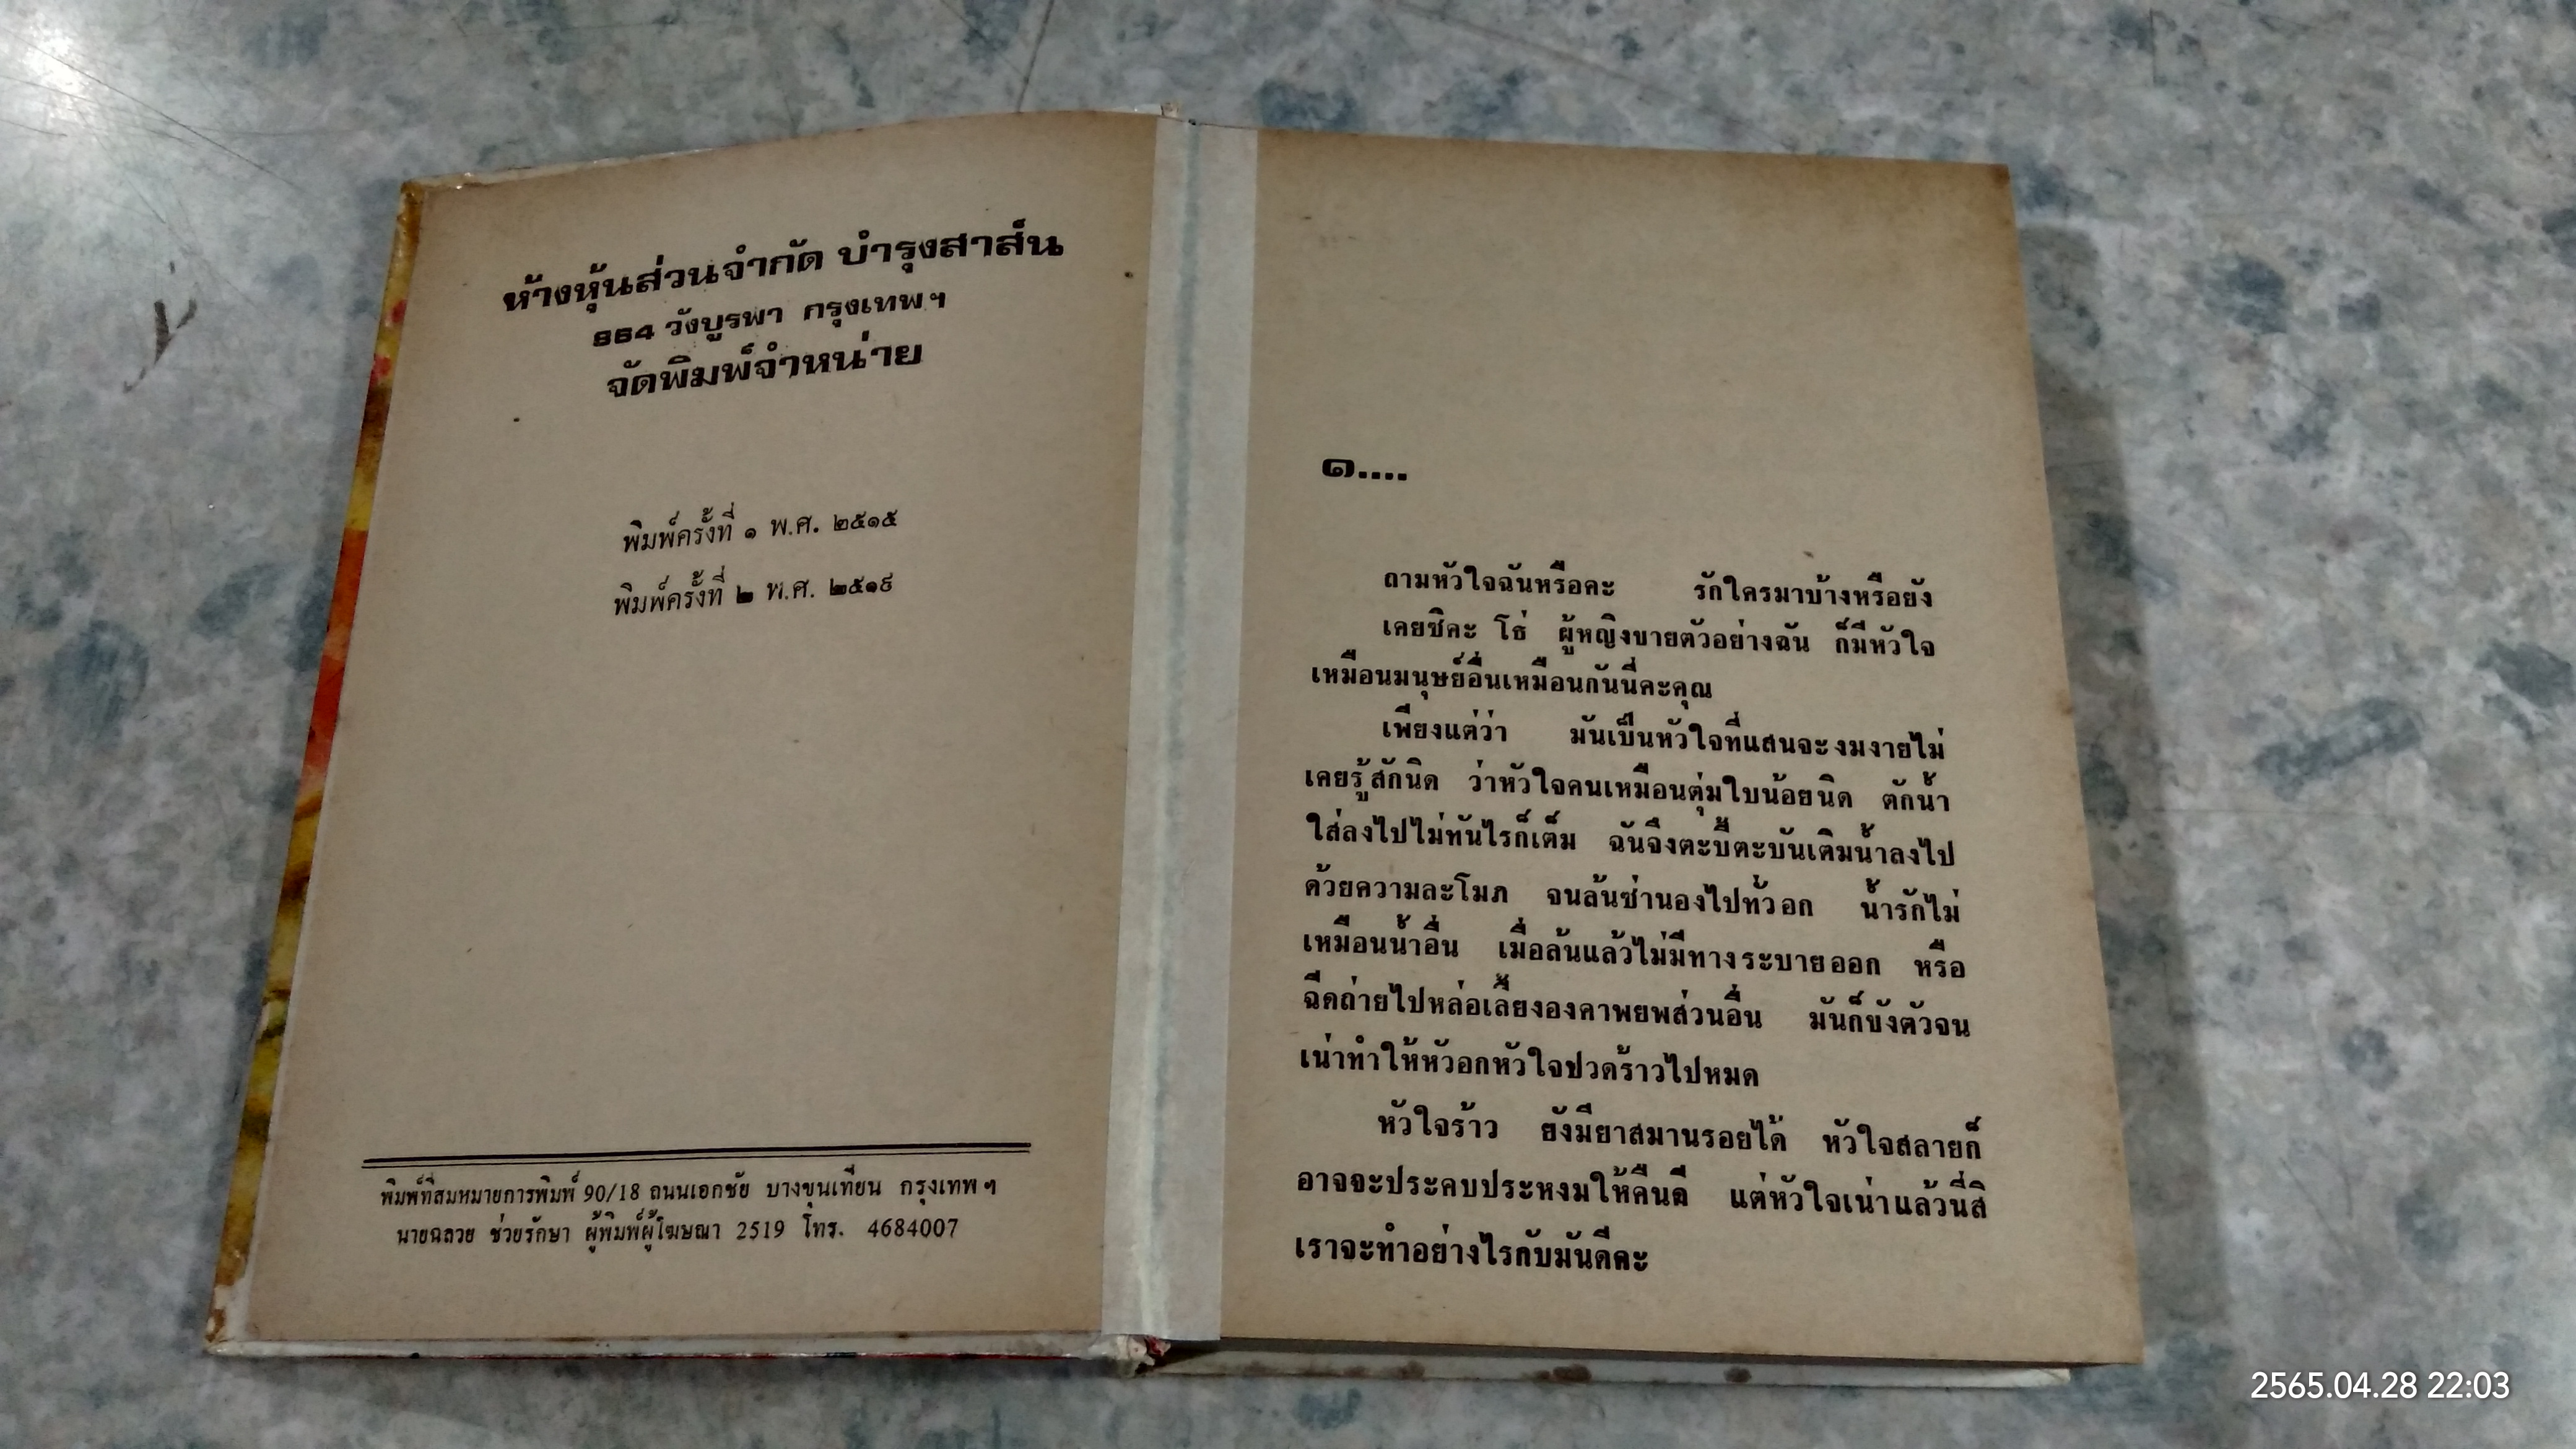 ห้างหุ้นส่วนจำกัด บำรุงสาส์น
864 วังบูรพา กรุงเทพฯ
จัดพิมพ์จำหน่าย
พิมพ์ครั้งที่ ๑ พ.ศ. ๒๕๑๕
พิมพ์ครั้งที่ ๒ พ.ศ. ๒๕๑๙
พิมพ์ที่สมหมายการพิมพ์ 90/18 ถนนเอกชัย บางขุนเทียน กรุงเทพฯ
นายฉลวย ช่วยรักษา ผู้พิมพ์ผู้โฆษณา 2519 โทร. 4684007
๑....
ถามหัวใจฉันหรือคะ รักใครมาบ้างหรือยัง
เคยซิคะ โธ่ ผู้หญิงขายตัวอย่างฉัน ก็มีหัวใจ
เหมือนมนุษย์อื่นเหมือนกันนี่คะคุณ
เพียงแต่ว่า มันเป็นหัวใจที่แสนจะงมงายไม่
เคยรู้สักนิด ว่าหัวใจคนเหมือนตุ่มใบน้อยนิด ตักน้ำ
ใส่ลงไปไม่ทันไรก็เต็ม ฉันจึงตะบี้ตะบันเติมน้ำลงไป
ด้วยความละโมภ จนล้นซ่านองไปทั่วอก น้ำรักไม่
เหมือนน้ำอื่น เมื่อล้นแล้วไม่มีทางระบายออก หรือ
ฉีดถ่ายไปหล่อเลี้ยงองคาพยพส่วนอื่น มันก็ขังตัวจน
เน่าทำให้หัวอกหัวใจปวดร้าวไปหมด
หัวใจร้าว ยังมียาสมานรอยได้ หัวใจสลายก็
อาจจะประคบประหงมให้คืนดี แต่หัวใจเน่าแล้วนี่สิ
เราจะทำอย่างไรกับมันดีคะ
2565.04.28 22:03